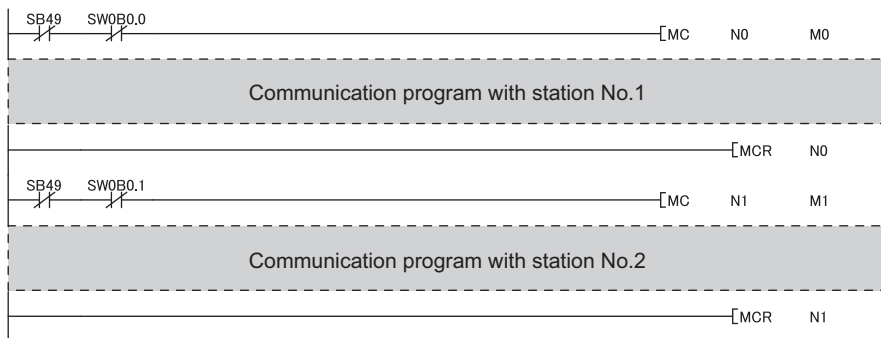 SB49 SW0B0.0
[MC N0 M0
Communication program with station No.1
[MCR N0
SB49 SW0B0.1
[MC N1 M1
Communication program with station No.2
[MCR N1